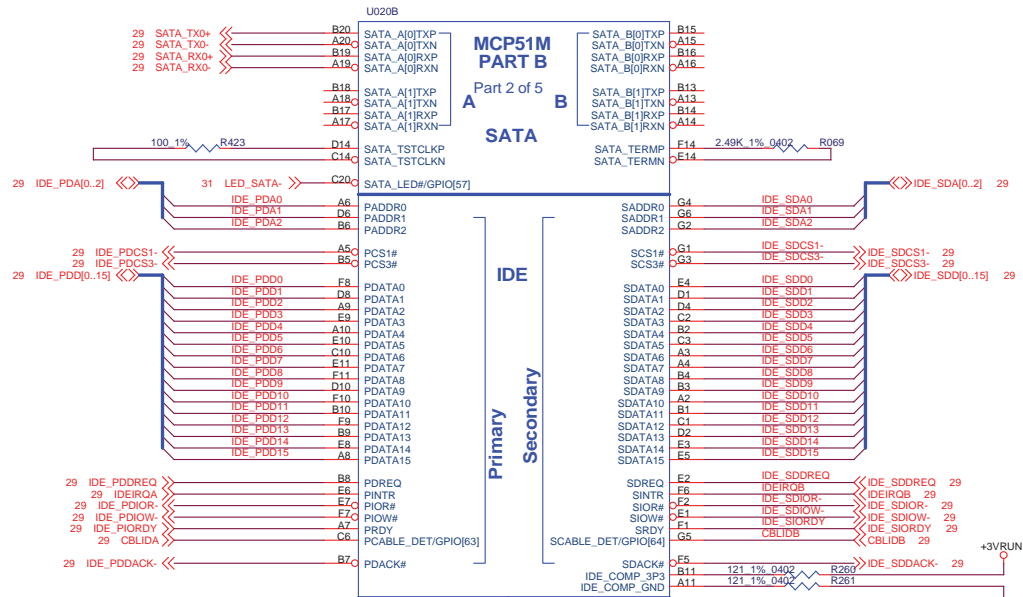 U020B
MCP51M
PART B
Part 2 of 5
A B
SATA
29 SATA_TX0+ B20 SATA_A[0]TXP SATA_B[0]TXP B15
29 SATA_TX0- A20 SATA_A[0]TXN SATA_B[0]TXN A15
29 SATA_RX0+ B19 SATA_A[0]RXP SATA_B[0]RXP B16
29 SATA_RX0- A19 SATA_A[0]RXN SATA_B[0]RXN A16
B18 SATA_A[1]TXP SATA_B[1]TXP B13
A18 SATA_A[1]TXN SATA_B[1]TXN A13
B17 SATA_A[1]RXP SATA_B[1]RXP B14
A17 SATA_A[1]RXN SATA_B[1]RXN A14
100_1% R423 D14 SATA_TSTCLKP SATA_TERMP F14 2.49K_1%_0402 R069
C14 SATA_TSTCLKN SATA_TERMN E14
31 LED_SATA- C20 SATA_LED#/GPIO[57]
29 IDE_PDA[0..2] IDE_SDA[0..2] 29
IDE_PDA0 A6 PADDR0 SADDR0 G4 IDE_SDA0
IDE_PDA1 D6 PADDR1 SADDR1 G6 IDE_SDA1
IDE_PDA2 B6 PADDR2 SADDR2 G2 IDE_SDA2
29 IDE_PDCS1- A5 PCS1# SCS1# G1 IDE_SDCS1- IDE_SDCS1- 29
29 IDE_PDCS3- B5 PCS3# SCS3# G3 IDE_SDCS3- IDE_SDCS3- 29
29 IDE_PDD[0..15] IDE IDE_SDD[0..15] 29
IDE_PDD0 F8 PDATA0 SDATA0 E4 IDE_SDD0
IDE_PDD1 D8 PDATA1 SDATA1 D1 IDE_SDD1
IDE_PDD2 A9 PDATA2 SDATA2 D4 IDE_SDD2
IDE_PDD3 E9 PDATA3 SDATA3 C2 IDE_SDD3
IDE_PDD4 A10 PDATA4 SDATA4 B2 IDE_SDD4
IDE_PDD5 E10 PDATA5 SDATA5 C3 IDE_SDD5
IDE_PDD6 C10 PDATA6 SDATA6 A3 IDE_SDD6
IDE_PDD7 E11 PDATA7 SDATA7 A4 IDE_SDD7
IDE_PDD8 F11 PDATA8 SDATA8 B4 IDE_SDD8
IDE_PDD9 D10 PDATA9 SDATA9 B3 IDE_SDD9
IDE_PDD10 F10 PDATA10 SDATA10 A2 IDE_SDD10
IDE_PDD11 B10 PDATA11 SDATA11 B1 IDE_SDD11
IDE_PDD12 F9 PDATA12 SDATA12 C1 IDE_SDD12
IDE_PDD13 B9 PDATA13 SDATA13 D2 IDE_SDD13
IDE_PDD14 E8 PDATA14 SDATA14 E3 IDE_SDD14
IDE_PDD15 A8 PDATA15 SDATA15 E5 IDE_SDD15
Primary
Secondary
29 IDE_PDDREQ B8 PDREQ SDREQ E2 IDE_SDDREQ IDE_SDDREQ 29
29 IDEIRQA E6 PINTR SINTR F6 IDEIRQB IDEIRQB 29
29 IDE_PDIOR- E7 PIOR# SIOR# F2 IDE_SDIOR- IDE_SDIOR- 29
29 IDE_PDIOW- F7 PIOW# SIOW# E1 IDE_SDIOW- IDE_SDIOW- 29
29 IDE_PIORDY A7 PRDY SRDY F1 IDE_SIORDY IDE_SIORDY 29
29 CBLIDA C6 PCABLE_DET/GPIO[63] SCABLE_DET/GPIO[64] G5 CBLIDB CBLIDB 29
+3VRUN
29 IDE_PDDACK- B7 PDACK# SDACK# F5 IDE_SDDACK- 29
IDE_COMP_3P3 B11 121_1%_0402 R260
IDE_COMP_GND A11 121_1%_0402 R261